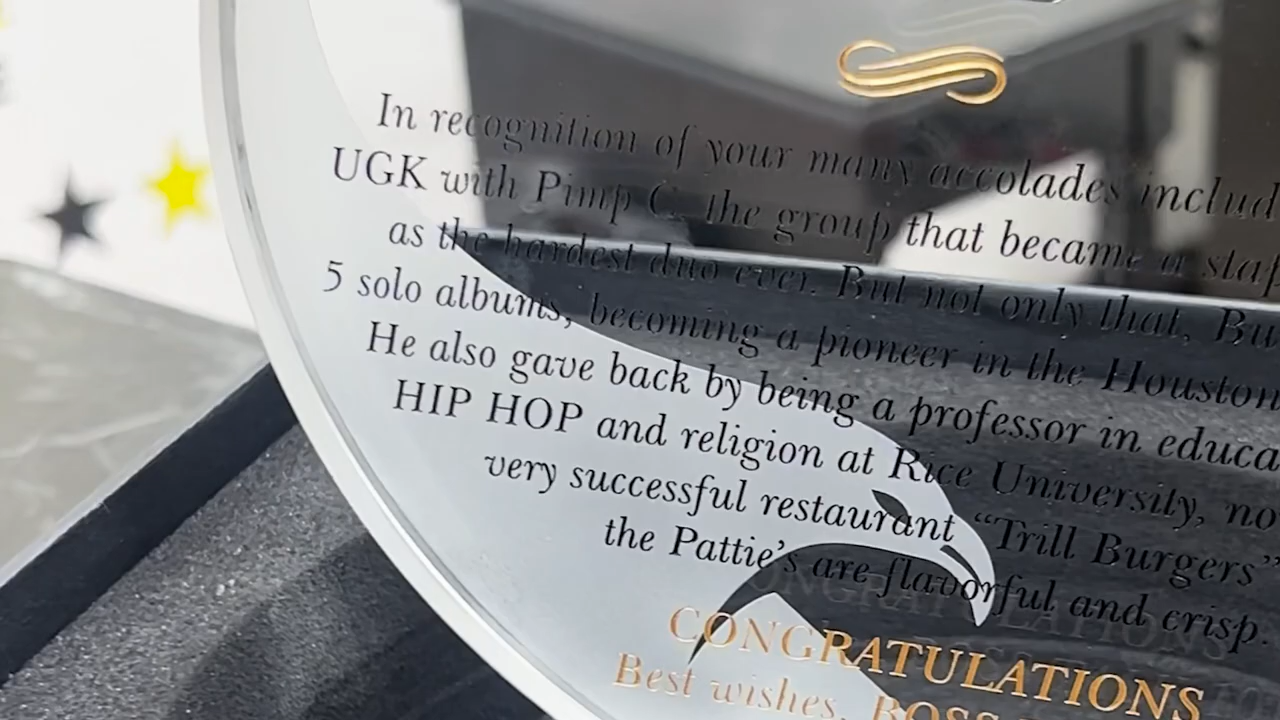 In recognition of your many accolades includ
UGK with Pimp C, the group that became a stap
as the hardest duo ever. But not only that, Bu
5 solo albums, becoming a pioneer in the Houston
He also gave back by being a professor in educa
HIP HOP and religion at Rice University, no
very successful restaurant “Trill Burgers”
the Pattie's are flavorful and crisp.
CONGRATULATIONS
Best wishes, BOSS